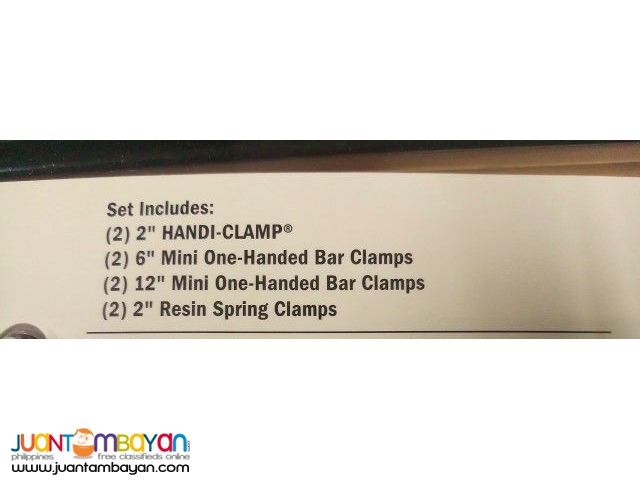 Set Includes:
(2) 2" HANDI-CLAMP®
(2) 6" Mini One-Handed Bar Clamps
(2) 12" Mini One-Handed Bar Clamps
(2) 2" Resin Spring Clamps
JUANTAMBAYAN
philippines free classifieds online
www.juantambayan.com